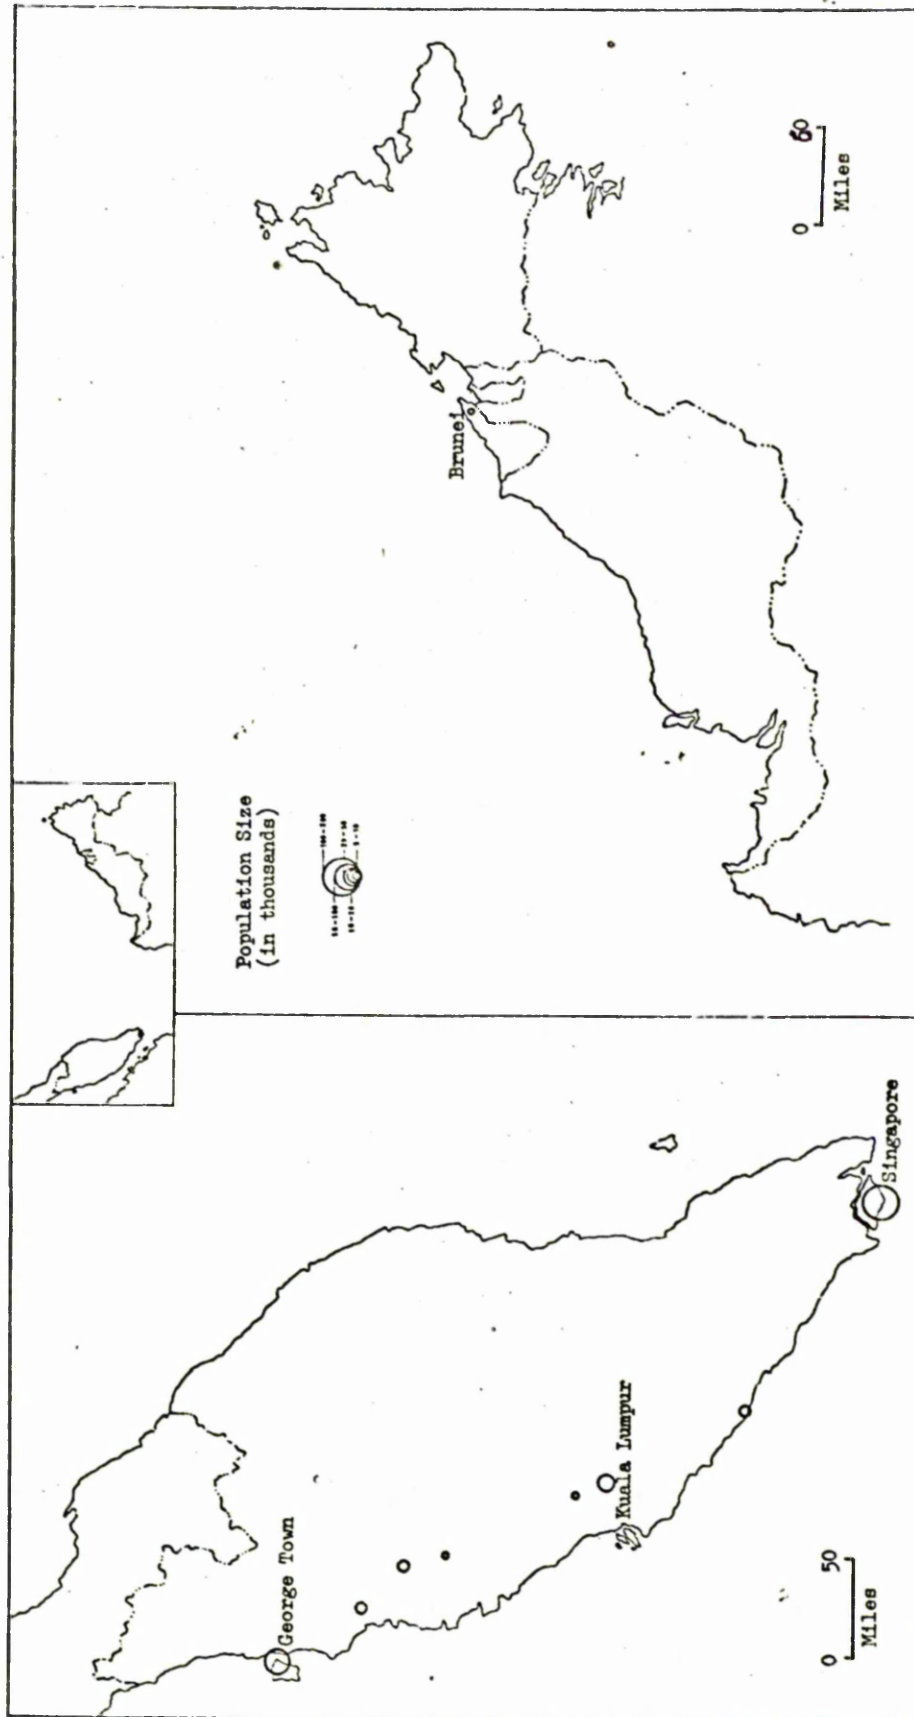 Population Size
(in thousands)
Brunei
0 60
Miles
George Town
Kuala Lumpur
Singapore
0 50
Miles